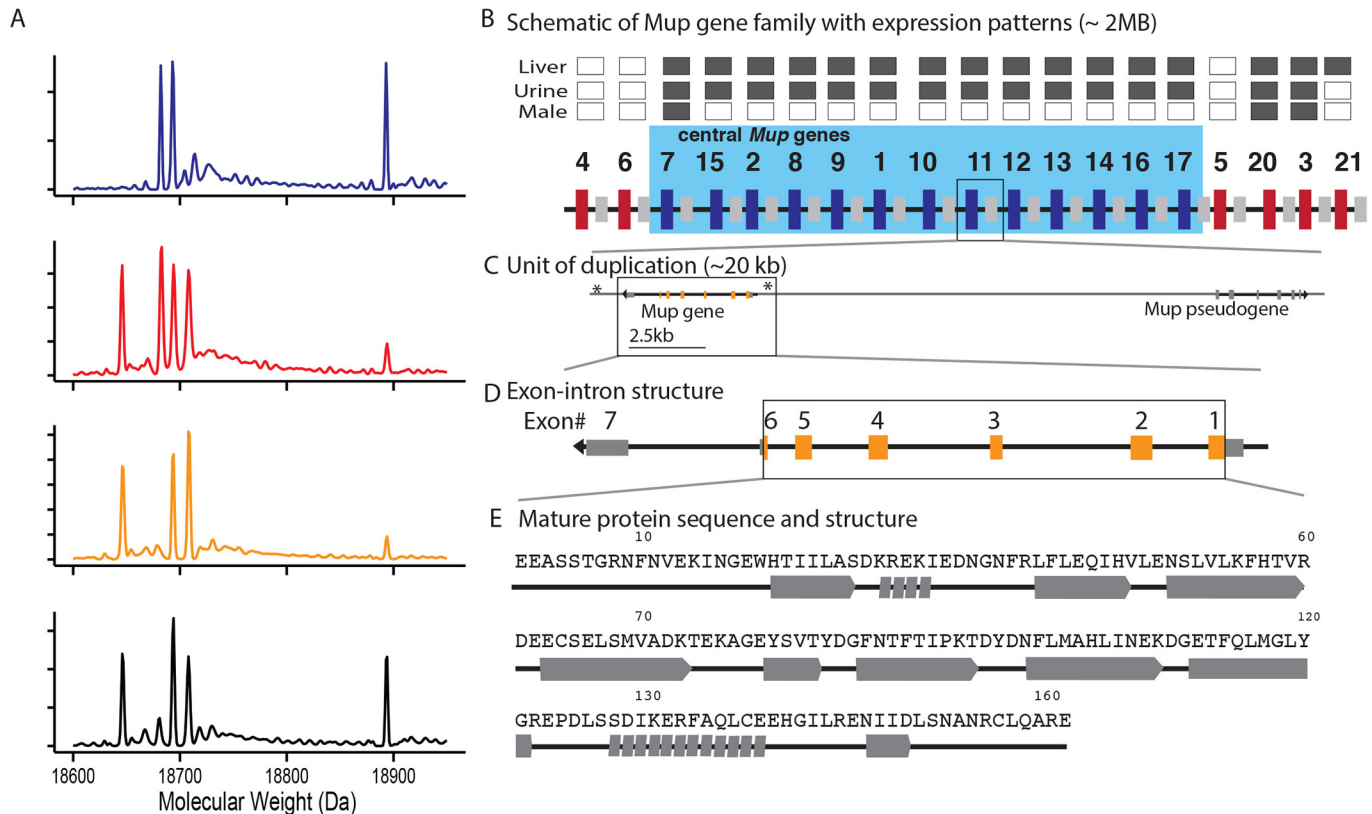 A
18600 18700 18800 18900
Molecular Weight (Da)
B Schematic of Mup gene family with expression patterns (~ 2MB)
Liver
Urine
Male
central Mup genes
4 6 7 15 2 8 9 1 10 11 12 13 14 16 17 5 20 3 21
C Unit of duplication (~20 kb)
* *
Mup gene
Mup pseudogene
2.5kb
D Exon-intron structure
Exon# 7 6 5 4 3 2 1
E Mature protein sequence and structure
10 60
EEASSTGRNFNVEKINGEWHTIILASDKREKIEDNGNFRLFLEQIHVLENSLVLKFHTVR
70 120
DEECSELSMVADKTEKAGEYSVTYDGFNTFTIPKTDYDNFLMAHLINEKDGETFQLMGLY
130 160
GREPDLSSDIKERFAQLCEEHGILRENIIDLSNANRCLQARE